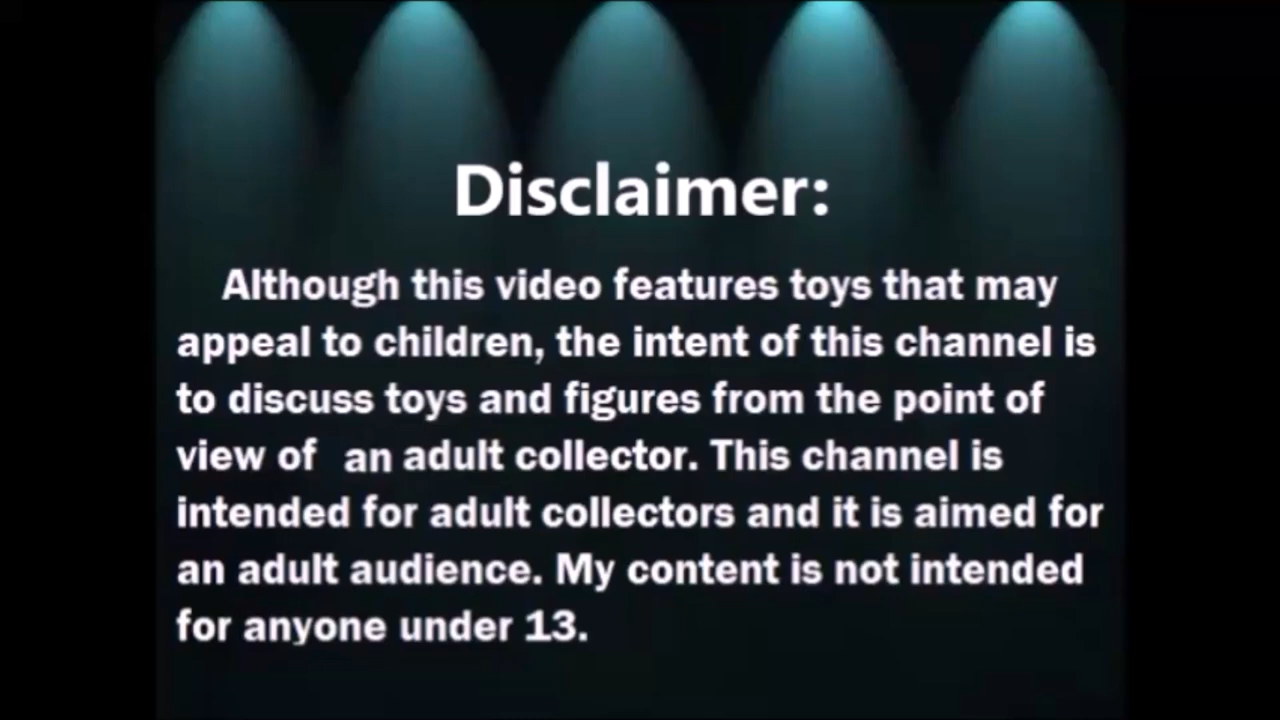 Disclaimer:
Although this video features toys that may
appeal to children, the intent of this channel is
to discuss toys and figures from the point of
view of an adult collector. This channel is
intended for adult collectors and it is aimed for
an adult audience. My content is not intended
for anyone under 13.